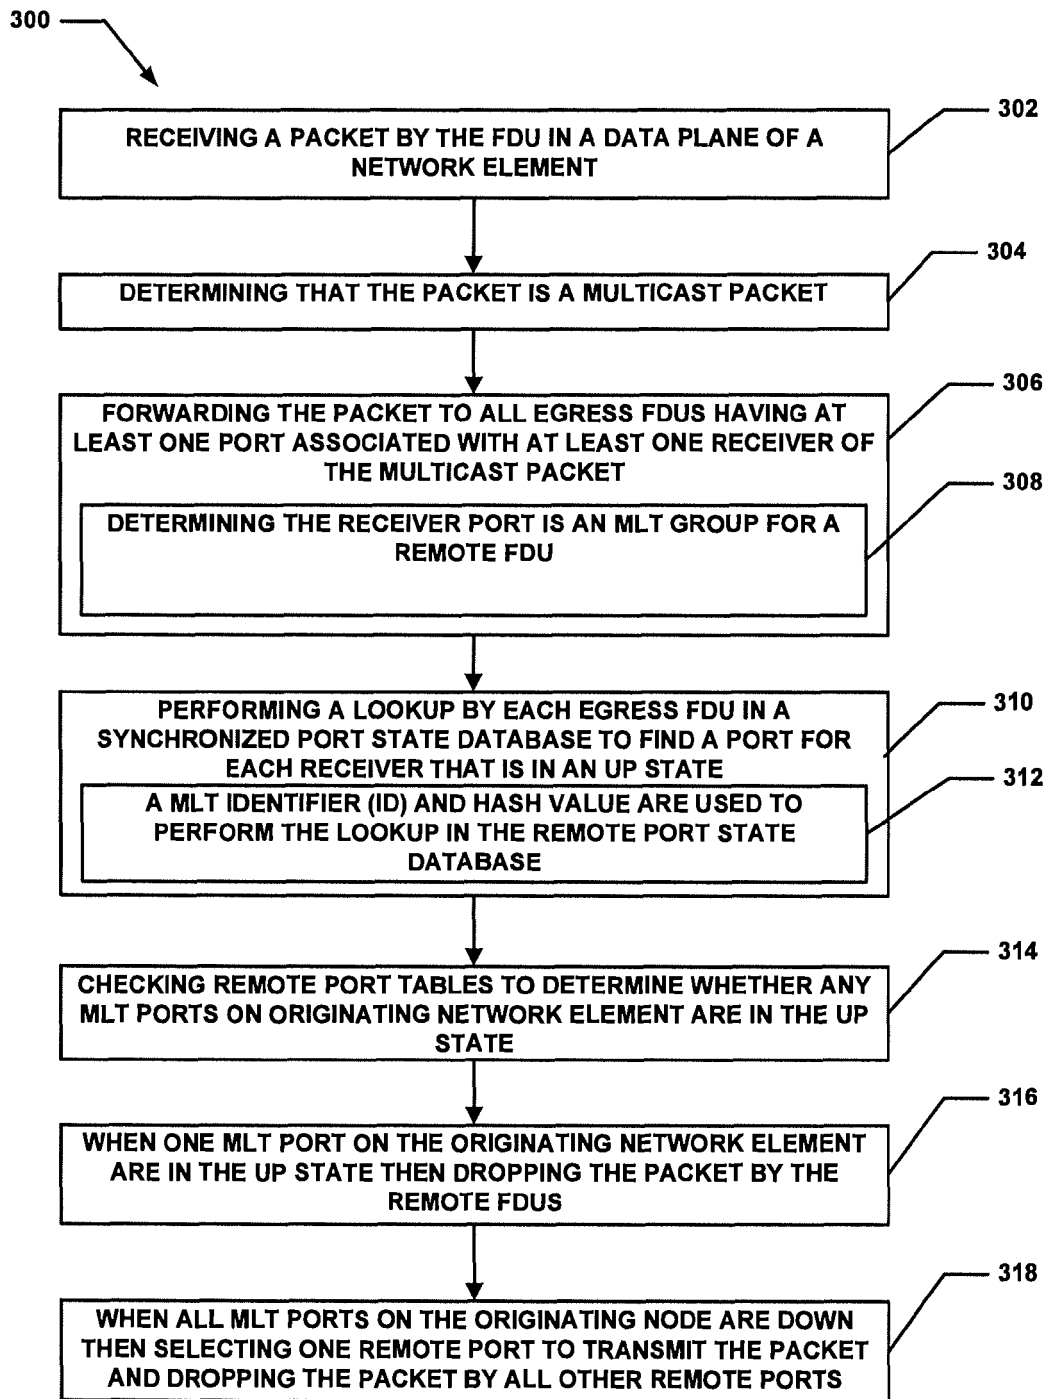 300
302
RECEIVING A PACKET BY THE FDU IN A DATA PLANE OF A
NETWORK ELEMENT
304
DETERMINING THAT THE PACKET IS A MULTICAST PACKET
306
FORWARDING THE PACKET TO ALL EGRESS FDUS HAVING AT
LEAST ONE PORT ASSOCIATED WITH AT LEAST ONE RECEIVER OF
THE MULTICAST PACKET
308
DETERMINING THE RECEIVER PORT IS AN MLT GROUP FOR A
REMOTE FDU
310
PERFORMING A LOOKUP BY EACH EGRESS FDU IN A
SYNCHRONIZED PORT STATE DATABASE TO FIND A PORT FOR
EACH RECEIVER THAT IS IN AN UP STATE
312
A MLT IDENTIFIER (ID) AND HASH VALUE ARE USED TO
PERFORM THE LOOKUP IN THE REMOTE PORT STATE
DATABASE
314
CHECKING REMOTE PORT TABLES TO DETERMINE WHETHER ANY
MLT PORTS ON ORIGINATING NETWORK ELEMENT ARE IN THE UP
STATE
316
WHEN ONE MLT PORT ON THE ORIGINATING NETWORK ELEMENT
ARE IN THE UP STATE THEN DROPPING THE PACKET BY THE
REMOTE FDUS
318
WHEN ALL MLT PORTS ON THE ORIGINATING NODE ARE DOWN
THEN SELECTING ONE REMOTE PORT TO TRANSMIT THE PACKET
AND DROPPING THE PACKET BY ALL OTHER REMOTE PORTS